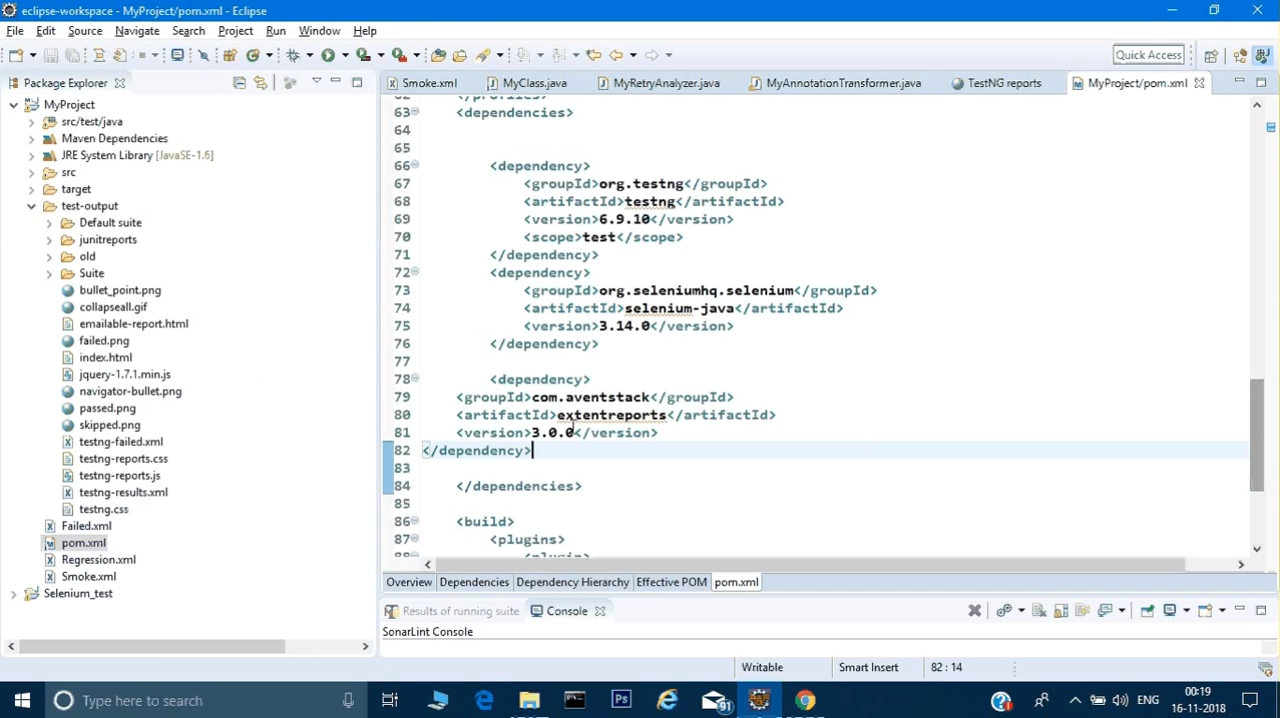 eclipse-workspace - MyProject/pom.xml - Eclipse
File Edit Source Navigate Search Project Run Window Help
Quick Access
Package Explorer
Smoke.xml MyClass.java MyRetryAnalyzer.java MyAnnotationTransformer.java TestNG reports MyProject/pom.xml
MyProject
src/test/java
Maven Dependencies
JRE System Library [JavaSE-1.6]
src
target
test-output
Default suite
junitreports
old
Suite
bullet_point.png
collapseall.gif
emailable-report.html
failed.png
index.html
jquery-1.7.1.min.js
navigator-bullet.png
passed.png
skipped.png
testng-failed.xml
testng-reports.css
testng-reports.js
testng-results.xml
testng.css
Failed.xml
pom.xml
Regression.xml
Smoke.xml
Selenium_test
62 </profiles>
63 <dependencies>
64
65
66 <dependency>
67 <groupId>org.testng</groupId>
68 <artifactId>testng</artifactId>
69 <version>6.9.10</version>
70 <scope>test</scope>
71 </dependency>
72 <dependency>
73 <groupId>org.seleniumhq.selenium</groupId>
74 <artifactId>selenium-java</artifactId>
75 <version>3.14.0</version>
76 </dependency>
77
78 <dependency>
79 <groupId>com.aventstack</groupId>
80 <artifactId>extentreports</artifactId>
81 <version>3.0.0</version>
82 </dependency>
83
84 </dependencies>
85
86 <build>
87 <plugins>
88 <plugin>
Overview Dependencies Dependency Hierarchy Effective POM pom.xml
Results of running suite Console
SonarLint Console
Writable Smart Insert 82 : 14
Type here to search
Ps
91
ENG
00:19
16-11-2018